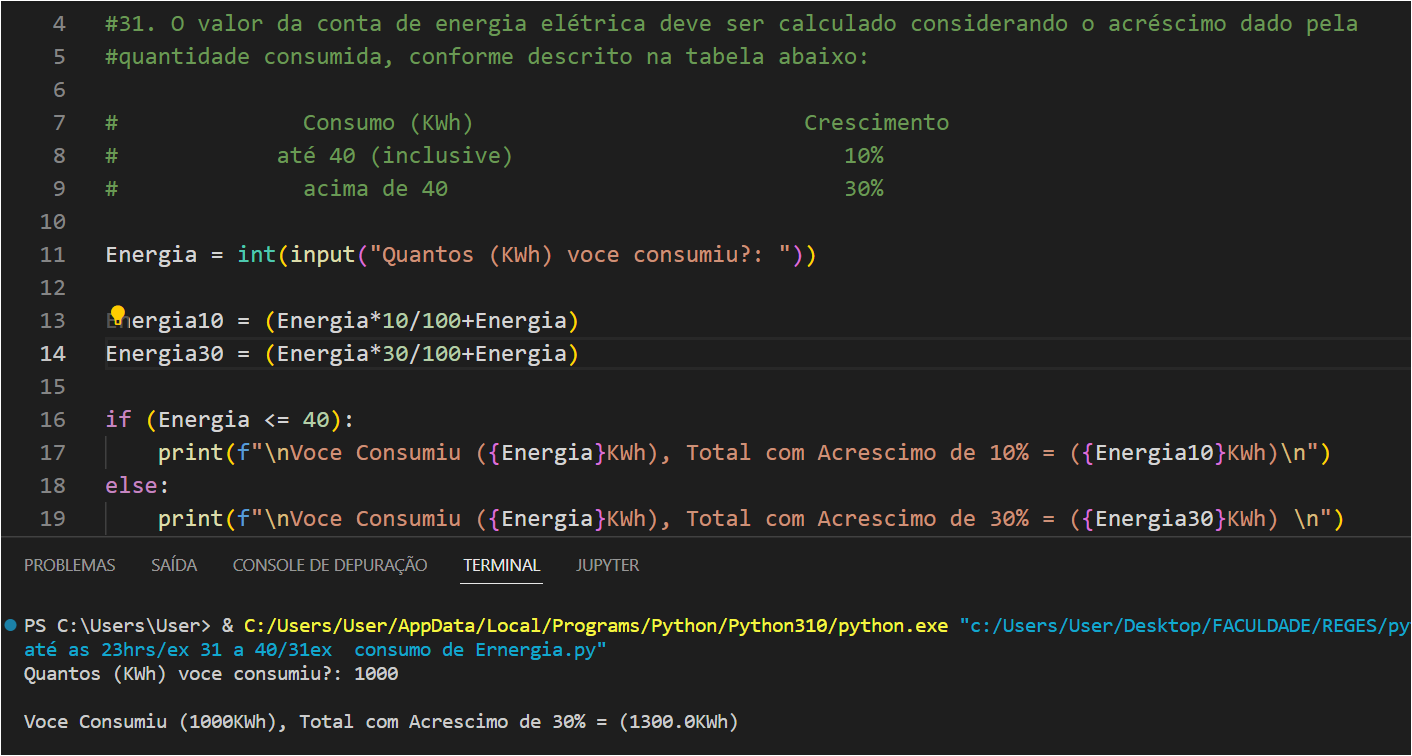 4 #31. O valor da conta de energia elétrica deve ser calculado considerando o acréscimo dado pela
5 #quantidade consumida, conforme descrito na tabela abaixo:
6
7 # Consumo (KWh) Crescimento
8 # até 40 (inclusive) 10%
9 # acima de 40 30%
10
11 Energia = int(input("Quantos (KWh) voce consumiu?: "))
12
13 Energia10 = (Energia*10/100+Energia)
14 Energia30 = (Energia*30/100+Energia)
15
16 if (Energia <= 40):
17 print(f"\nVoce Consumiu ({Energia}KWh), Total com Acrescimo de 10% = ({Energia10}KWh)\n")
18 else:
19 print(f"\nVoce Consumiu ({Energia}KWh), Total com Acrescimo de 30% = ({Energia30}KWh) \n")
PROBLEMAS SAÍDA CONSOLE DE DEPURAÇÃO TERMINAL JUPYTER
PS C:\Users\User> & C:/Users/User/AppData/Local/Programs/Python/Python310/python.exe "c:/Users/User/Desktop/FACULDADE/REGES/py
até as 23hrs/ex 31 a 40/31ex  consumo de Ernergia.py"
Quantos (KWh) voce consumiu?: 1000
Voce Consumiu (1000KWh), Total com Acrescimo de 30% = (1300.0KWh)